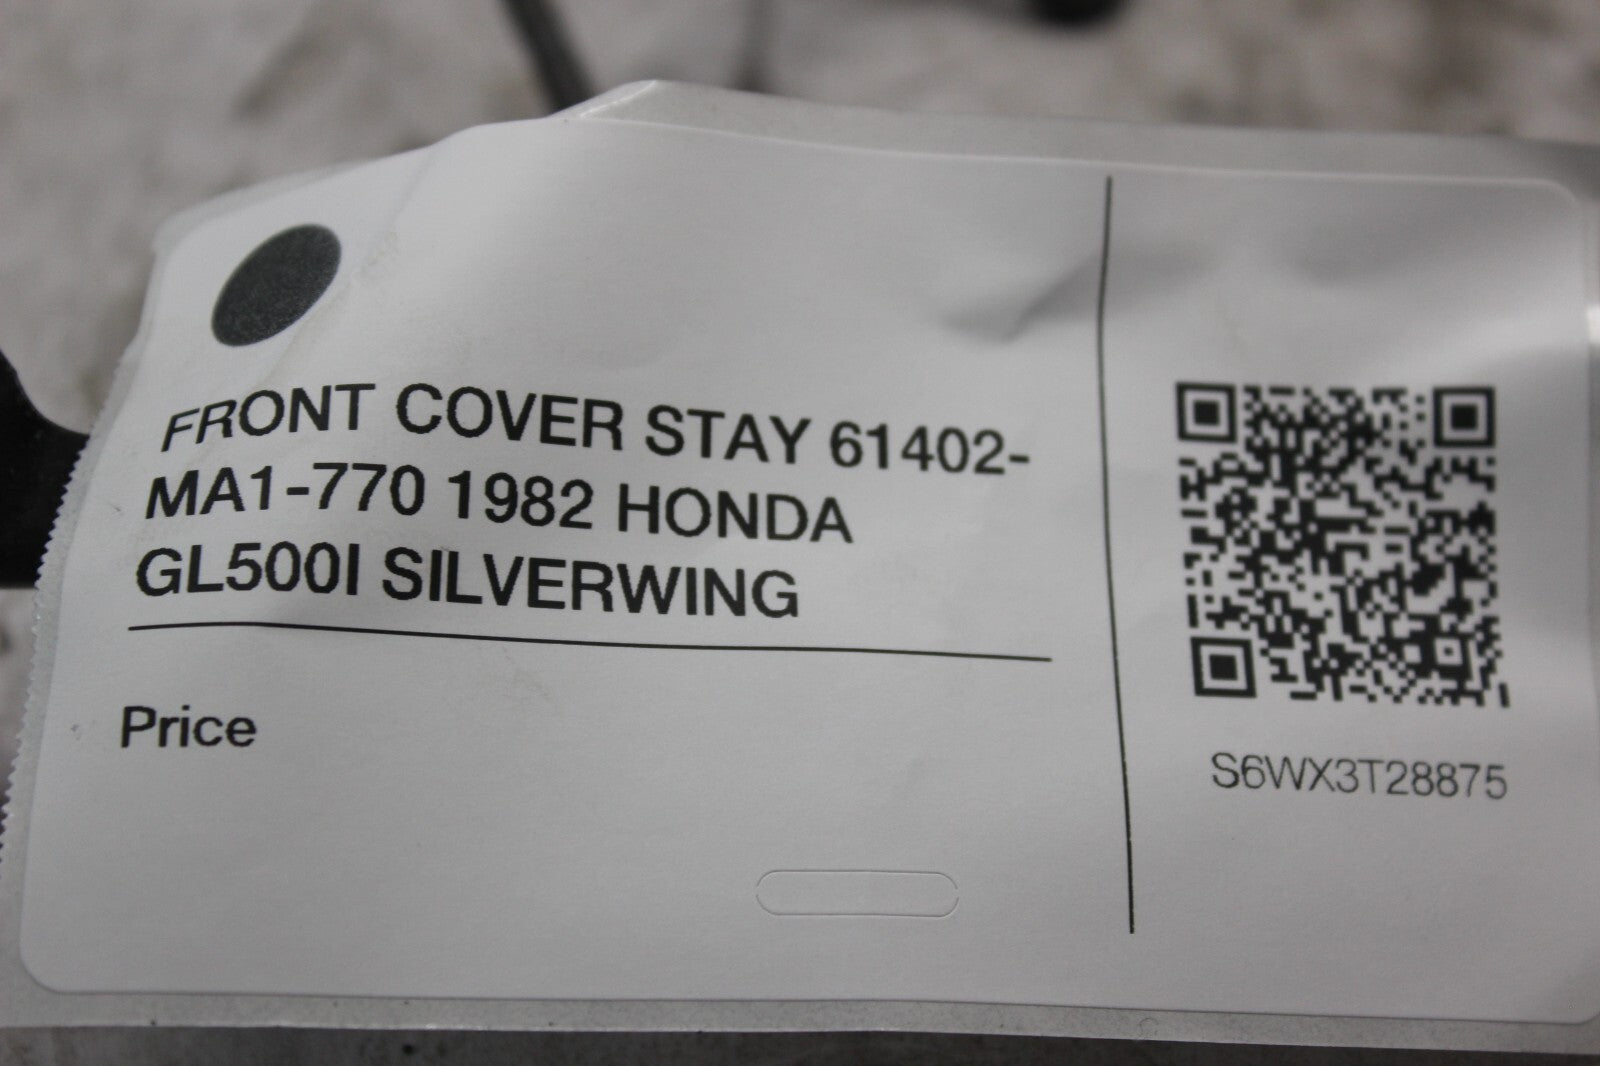 FRONT COVER STAY 61402-
MA1-770 1982 HONDA
GL500I SILVERWING
Price
S6WX3T28875